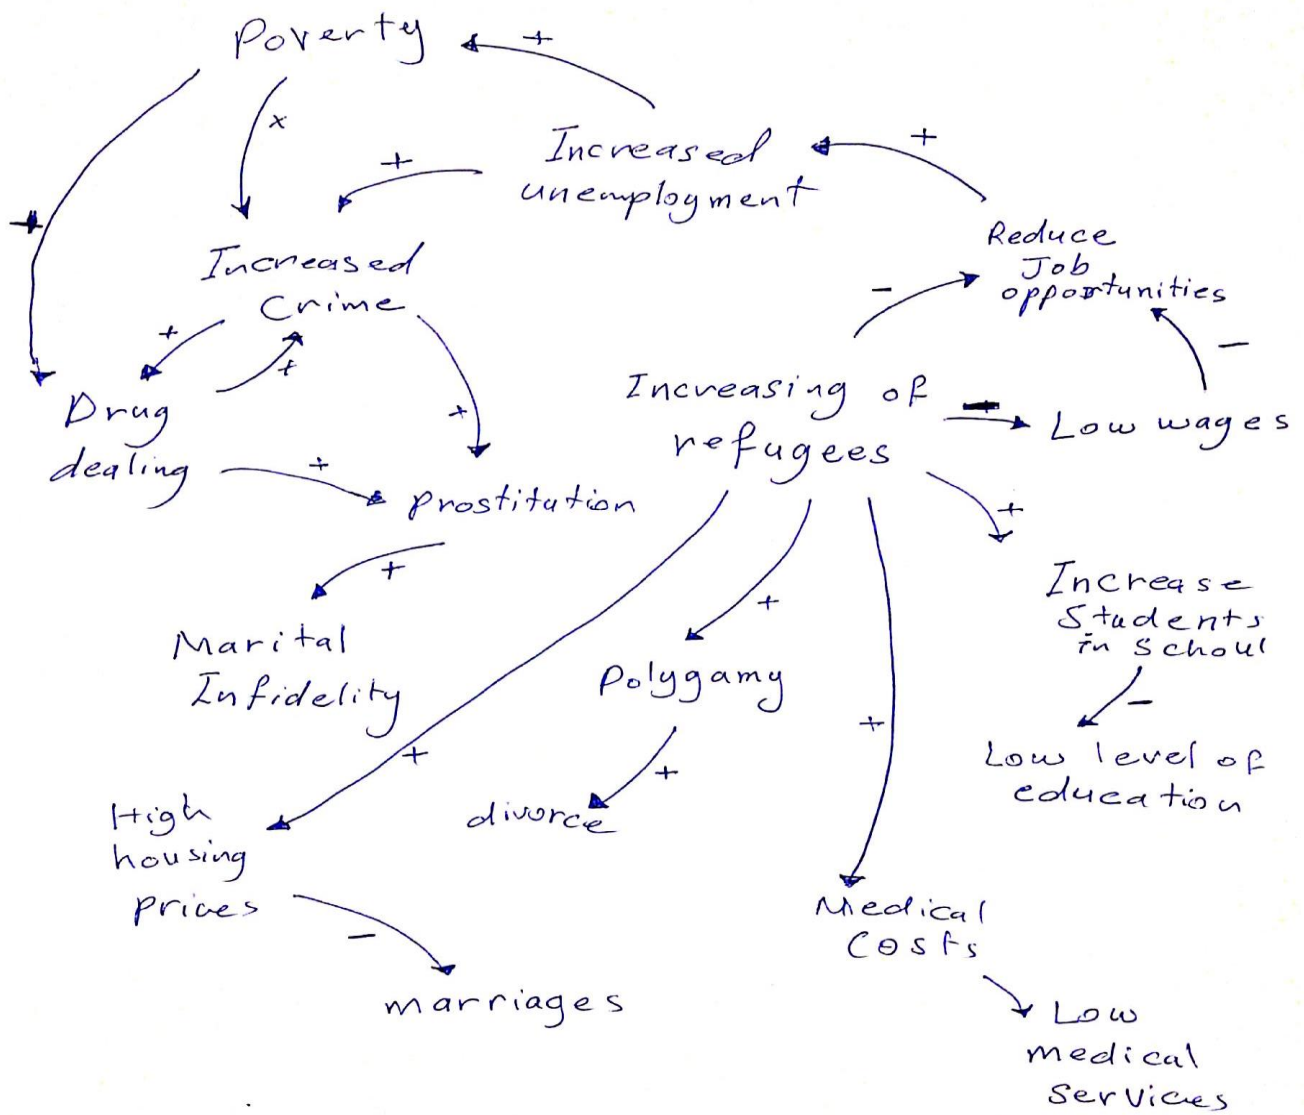 Poverty
+
x
+
Increased
unemployment
+
+
Increased
Crime
Reduce
Job
opportunities
-
-
+
+
+
Drug
dealing
+
Prostitution
Increasing of
refugees
Low wages
+
+
Marital
Infidelity
+
Polygamy
+
Increase
Students
in Schoul
-
Low level of
education
+
+
+
High
housing
Prices
divorce
-
marriages
Medical
Costs
Low
medical
Services